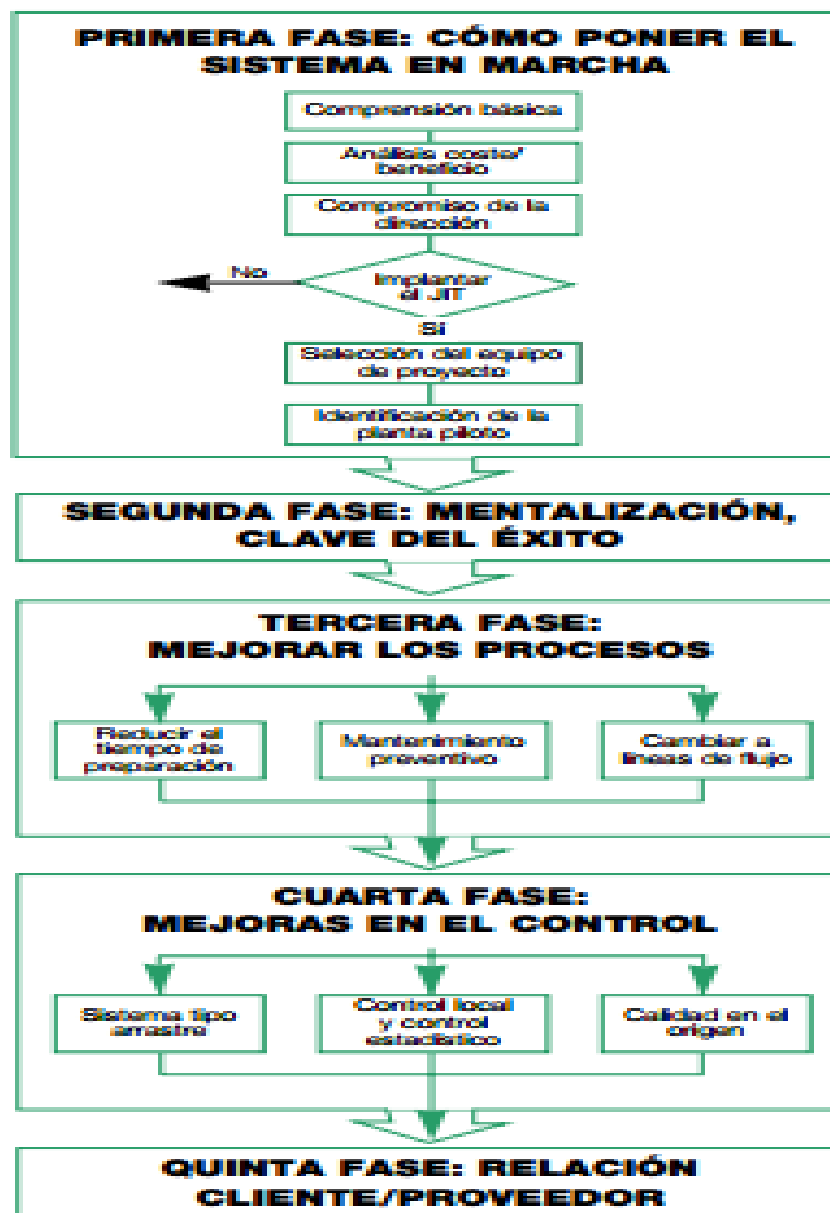 PRIMERA FASE: CÓMO PONER EL
SISTEMA EN MARCHA
Comprensión básica
Análisis coste/
beneficio
Compromiso de la
dirección
No
Implantar
el JIT
Sí
Selección del equipo
de proyecto
Identificación de la
planta piloto
SEGUNDA FASE: MENTALIZACIÓN,
CLAVE DEL ÉXITO
TERCERA FASE:
MEJORAR LOS PROCESOS
Reducir el
tiempo de
preparación
Mantenimiento
preventivo
Cambiar a
líneas de flujo
CUARTA FASE:
MEJORAS EN EL CONTROL
Sistema tipo
arrastre
Control local
y control
estadístico
Calidad en el
origen
QUINTA FASE: RELACIÓN
CLIENTE/PROVEEDOR